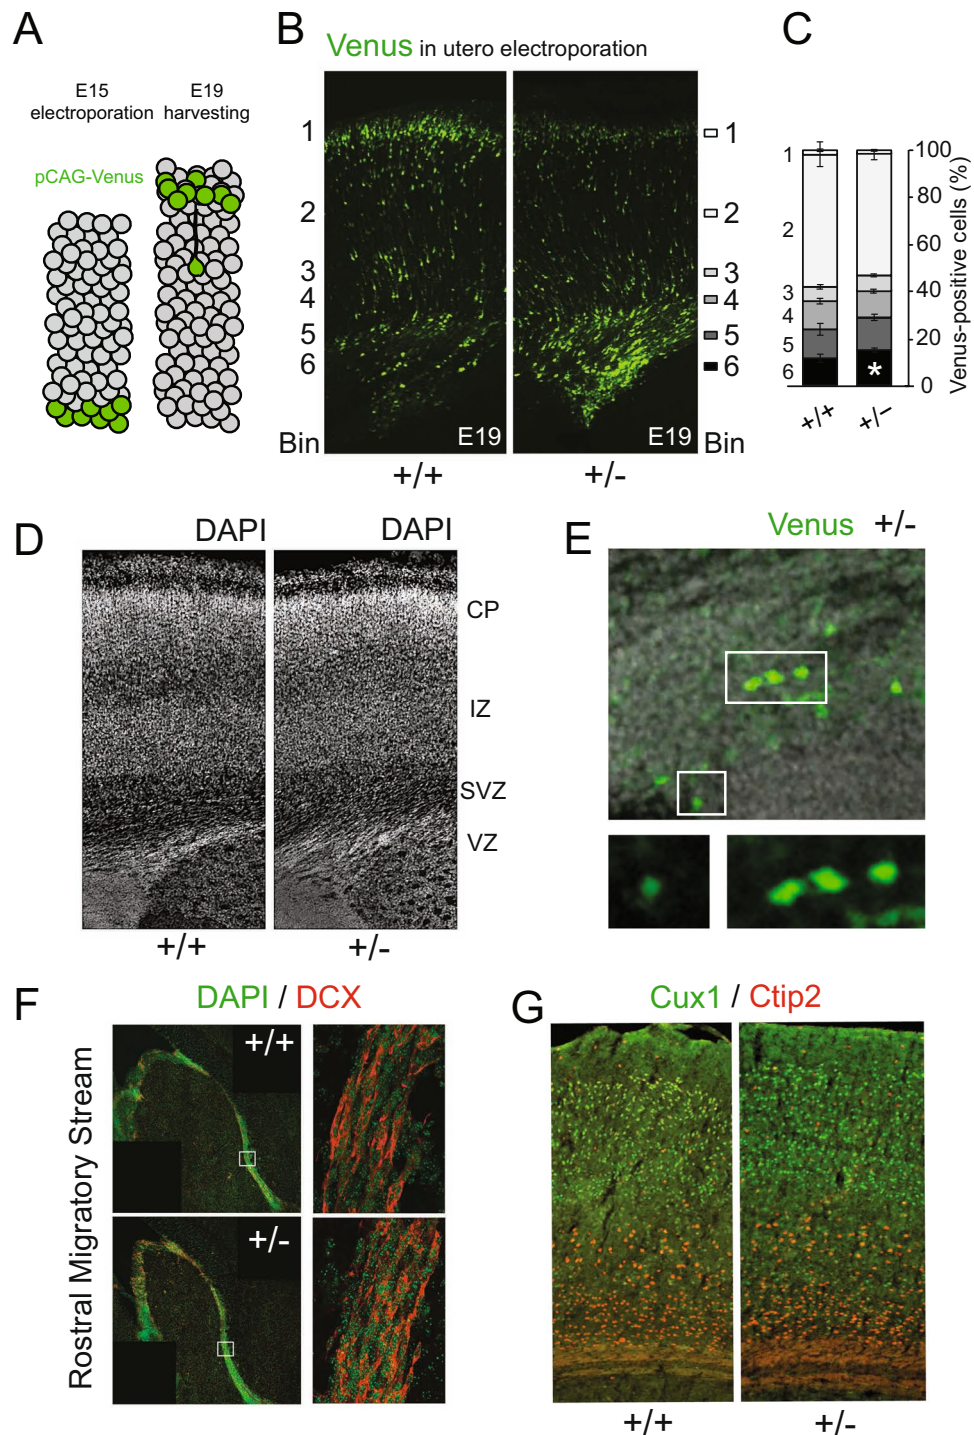 A
E15
electroporation
E19
harvesting
pCAG-Venus
B
Venus in utero electroporation
1
2
3
4
5
6
Bin
E19
+/+
E19
+/-
1
2
3
4
5
6
Bin
C
1
2
3
4
5
6
*
+/+
+/−
100
80
60
40
20
0
Venus-positive cells (%)
D
DAPI
DAPI
CP
IZ
SVZ
VZ
+/+
+/-
E
Venus +/-
F
DAPI / DCX
Rostral Migratory Stream
+/+
+/-
G
Cux1 / Ctip2
+/+
+/-